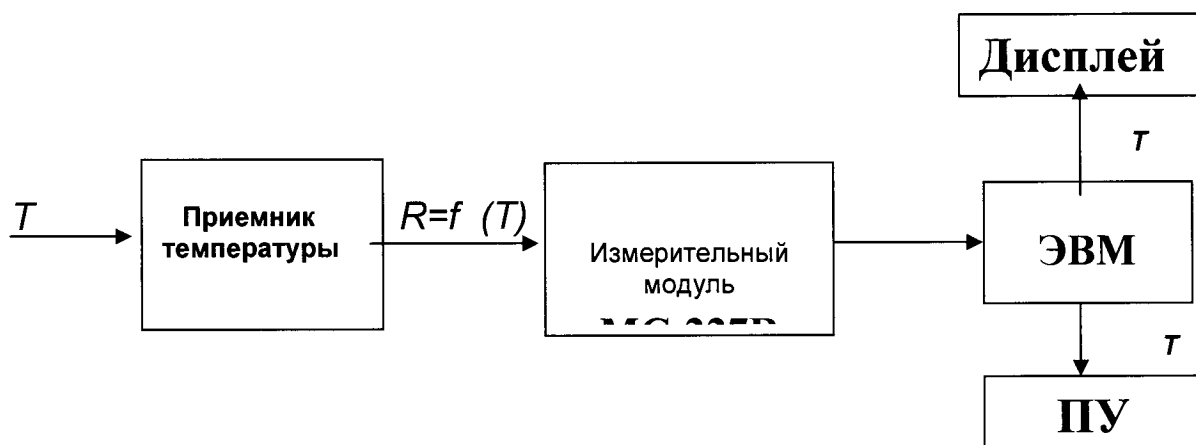 Дисплей
T
T
Приемник
температуры
R=f (T)
Измерительный
модуль
ЭВМ
T
ПУ